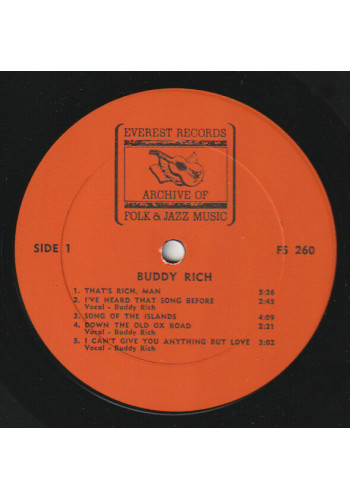 EVEREST RECORDS
ARCHIVE OF
FOLK & JAZZ MUSIC
SIDE 1
FS 260
BUDDY RICH
1. THAT'S RICH, MAN 5:26
2. I'VE HEARD THAT SONG BEFORE 2:45
Vocal - Buddy Rich
3. SONG OF THE ISLANDS 4:09
4. DOWN THE OLD OX ROAD 2:21
Vocal - Buddy Rich
5. I CAN'T GIVE YOU ANYTHING BUT LOVE 3:02
Vocal - Buddy Rich